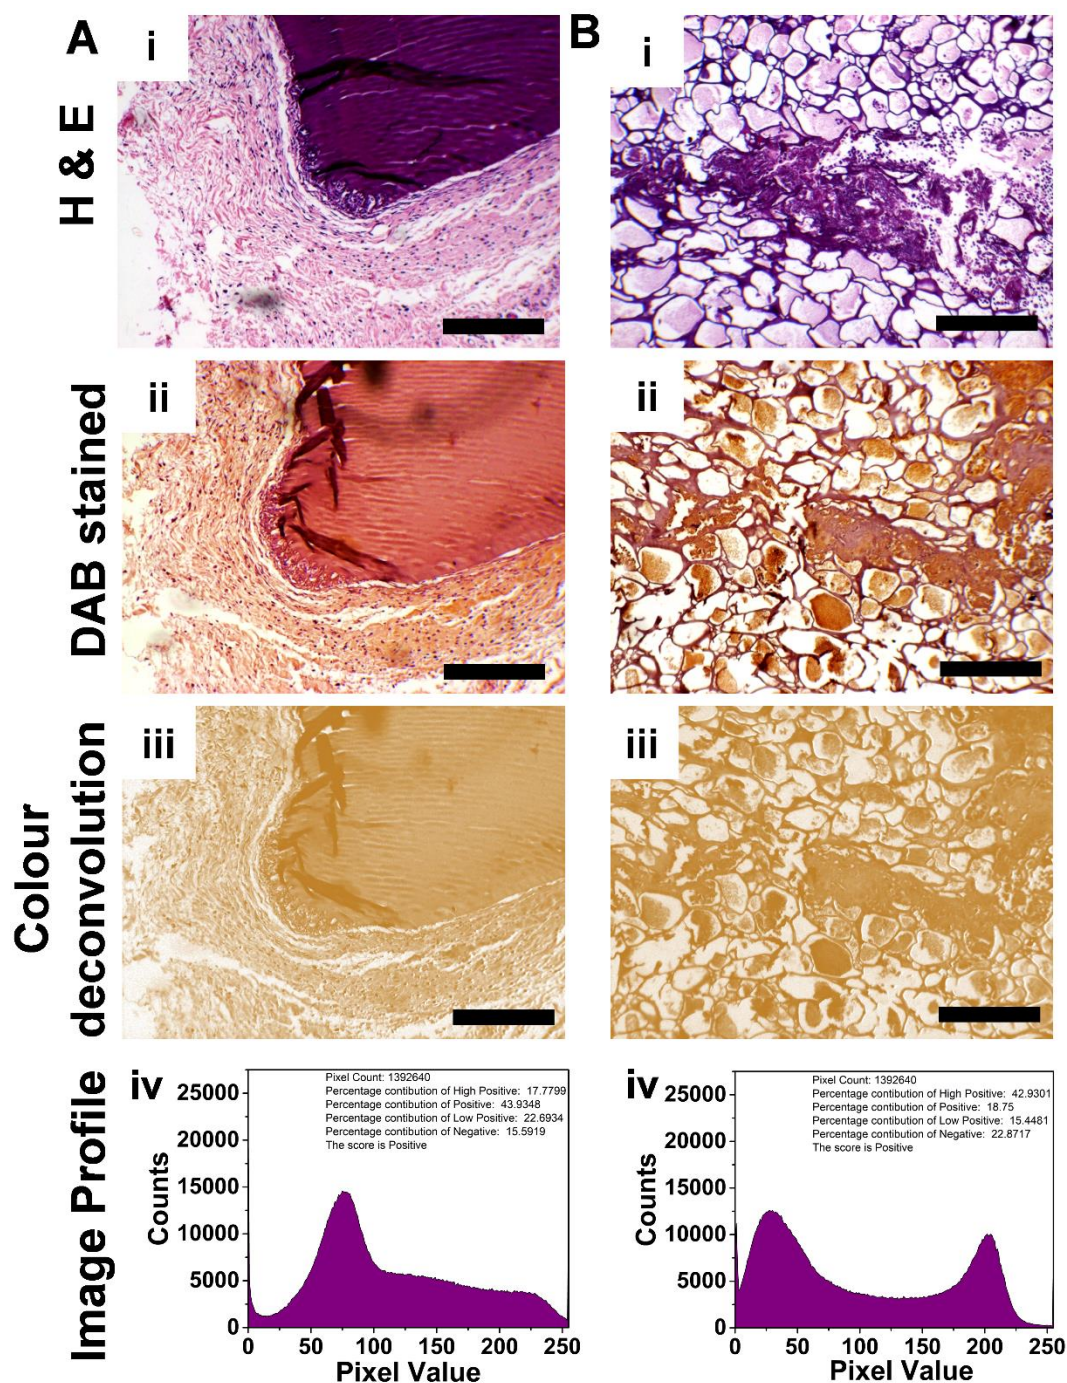 A
B
i
i
H & E
ii
ii
DAB stained
iii
iii
Colour
deconvolution
iv
Pixel Count: 1392640
Percentage contibution of High Positive: 17.7799
Percentage contibution of Positive: 43.9348
Percentage contibution of Low Positive: 22.6934
Percentage contibution of Negative: 15.5919
The score is Positive
25000
20000
15000
10000
5000
0
Counts
0 50 100 150 200 250
Pixel Value
iv
Pixel Count: 1392640
Percentage contibution of High Positive: 42.9301
Percentage contibution of Positive: 18.75
Percentage contibution of Low Positive: 15.4481
Percentage contibution of Negative: 22.8717
The score is Positive
25000
20000
15000
10000
5000
0
Counts
0 50 100 150 200 250
Pixel Value
Image Profile